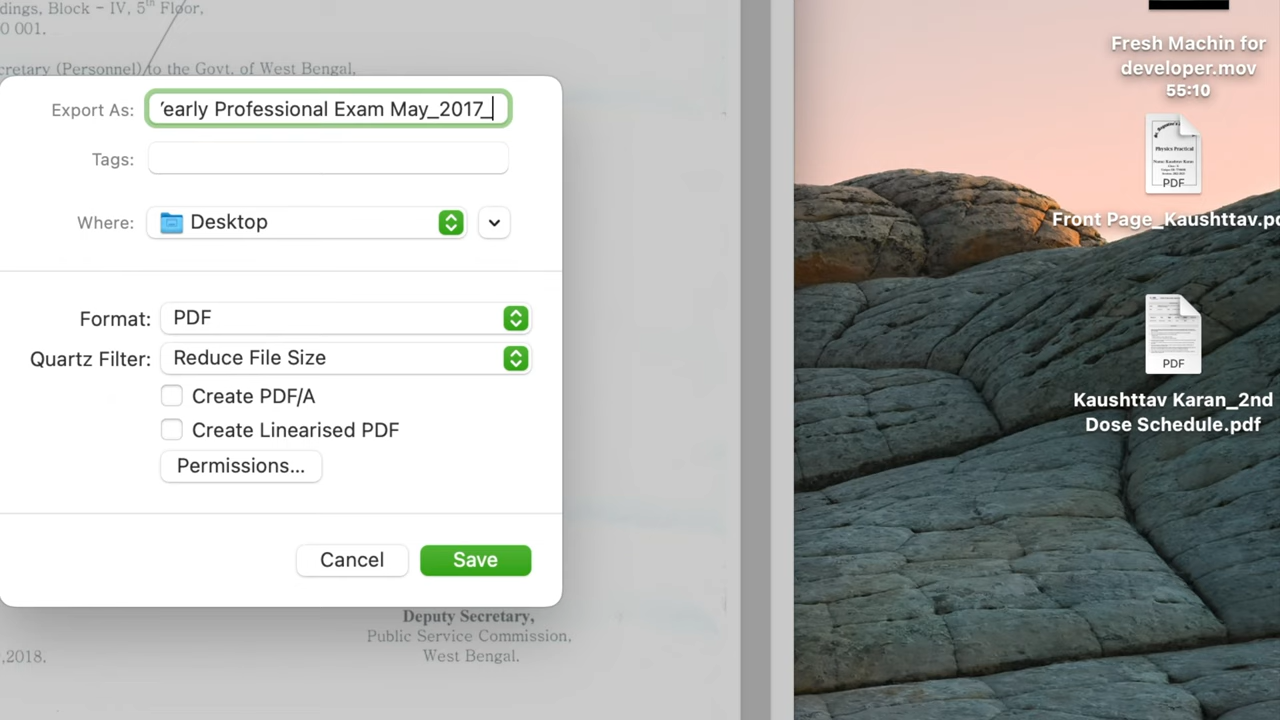 dings, Block - IV, 5th Floor,
0 001.
cretary (Personnel) to the Govt. of West Bengal,
Export As: early Professional Exam May_2017_
Tags:
Where: Desktop
Format: PDF
Quartz Filter: Reduce File Size
Create PDF/A
Create Linearised PDF
Permissions...
Cancel Save
Deputy Secretary,
Public Service Commission,
,2018. West Bengal.
Fresh Machin for
developer.mov
55:10
Physics Practical
PDF
Front Page_Kaushttav.pd
PDF
Kaushttav Karan_2nd
Dose Schedule.pdf